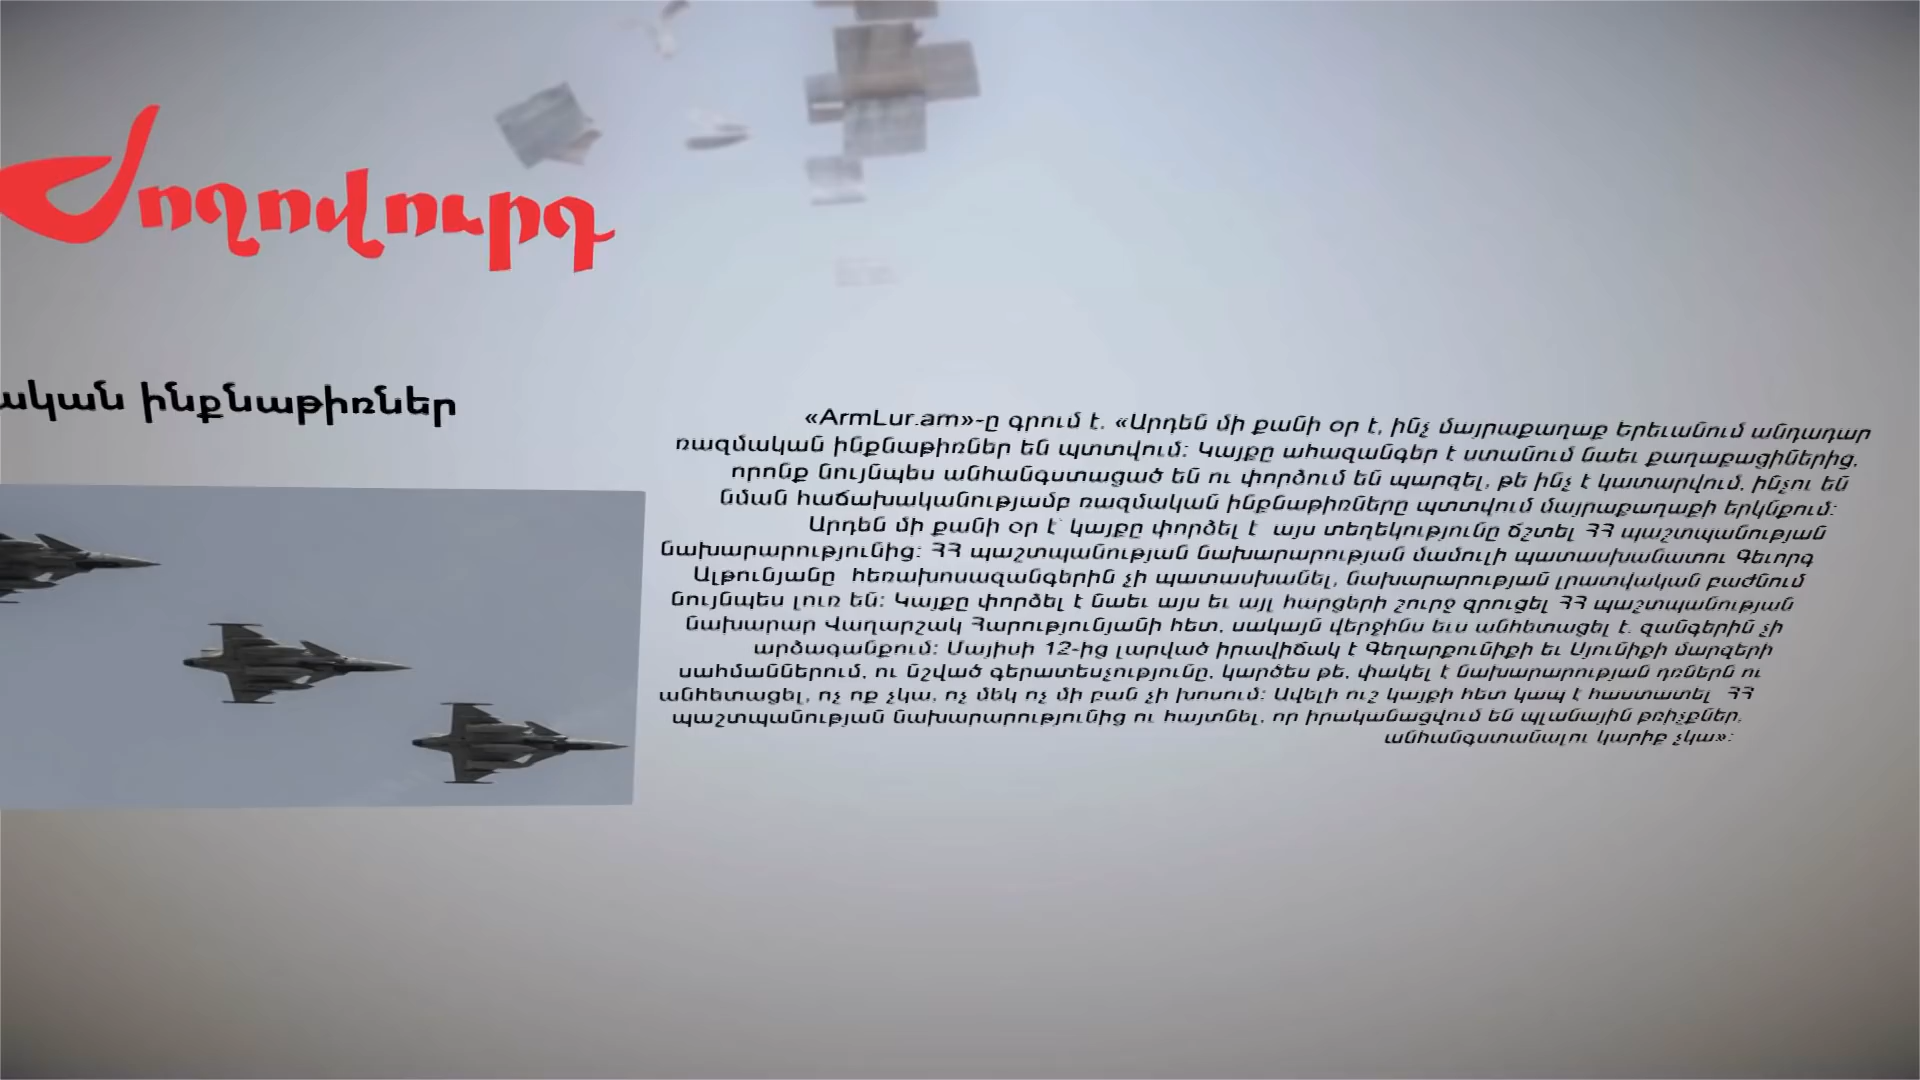 Ժողովուրդ
ական ինքնաթիռներ
«ArmLur.am»-ը գրում է. «Արդեն մի քանի օր է, ինչ մայրաքաղաք Երեւանում անդադար
ռազմական ինքնաթիռներ են պտտվում: Կայքը ահազանգեր է ստանում նաեւ քաղաքացիներից,
որոնք նույնպես անհանգստացած են ու փորձում են պարզել, թե ինչ է կատարվում, ինչու են
նման հաճախականությամբ ռազմական ինքնաթիռները պտտվում մայրաքաղաքի երկնքում:
Արդեն մի քանի օր է՝ կայքը փորձել է այս տեղեկությունը ճշտել ՀՀ պաշտպանության
նախարարությունից: ՀՀ պաշտպանության նախարարության մամուլի պատասխանատու Գեւորգ
Ալթունյանը հեռախոսազանգերին չի պատասխանել, նախարարության լրատվական բաժնում
նույնպես լուռ են: Կայքը փորձել է նաեւ այս եւ այլ հարցերի շուրջ զրուցել ՀՀ պաշտպանության
նախարար Վաղարշակ Հարությունյանի հետ, սակայն վերջինս եւս անհետացել է. զանգերին չի
արձագանքում: Մայիսի 12-ից լարված իրավիճակ է Գեղարքունիքի եւ Սյունիքի մարզերի
սահմաններում, ու նշված գերատեսչությունը, կարծես թե, փակել է նախարարության դռներն ու
անհետացել, ոչ ոք չկա, ոչ մեկ ոչ մի բան չի խոսում: Ավելի ուշ կայքի հետ կապ է հաստատել ՀՀ
պաշտպանության նախարարությունից ու հայտնել, որ իրականացվում են պլանային թռիչքներ,
անհանգստանալու կարիք չկա»: